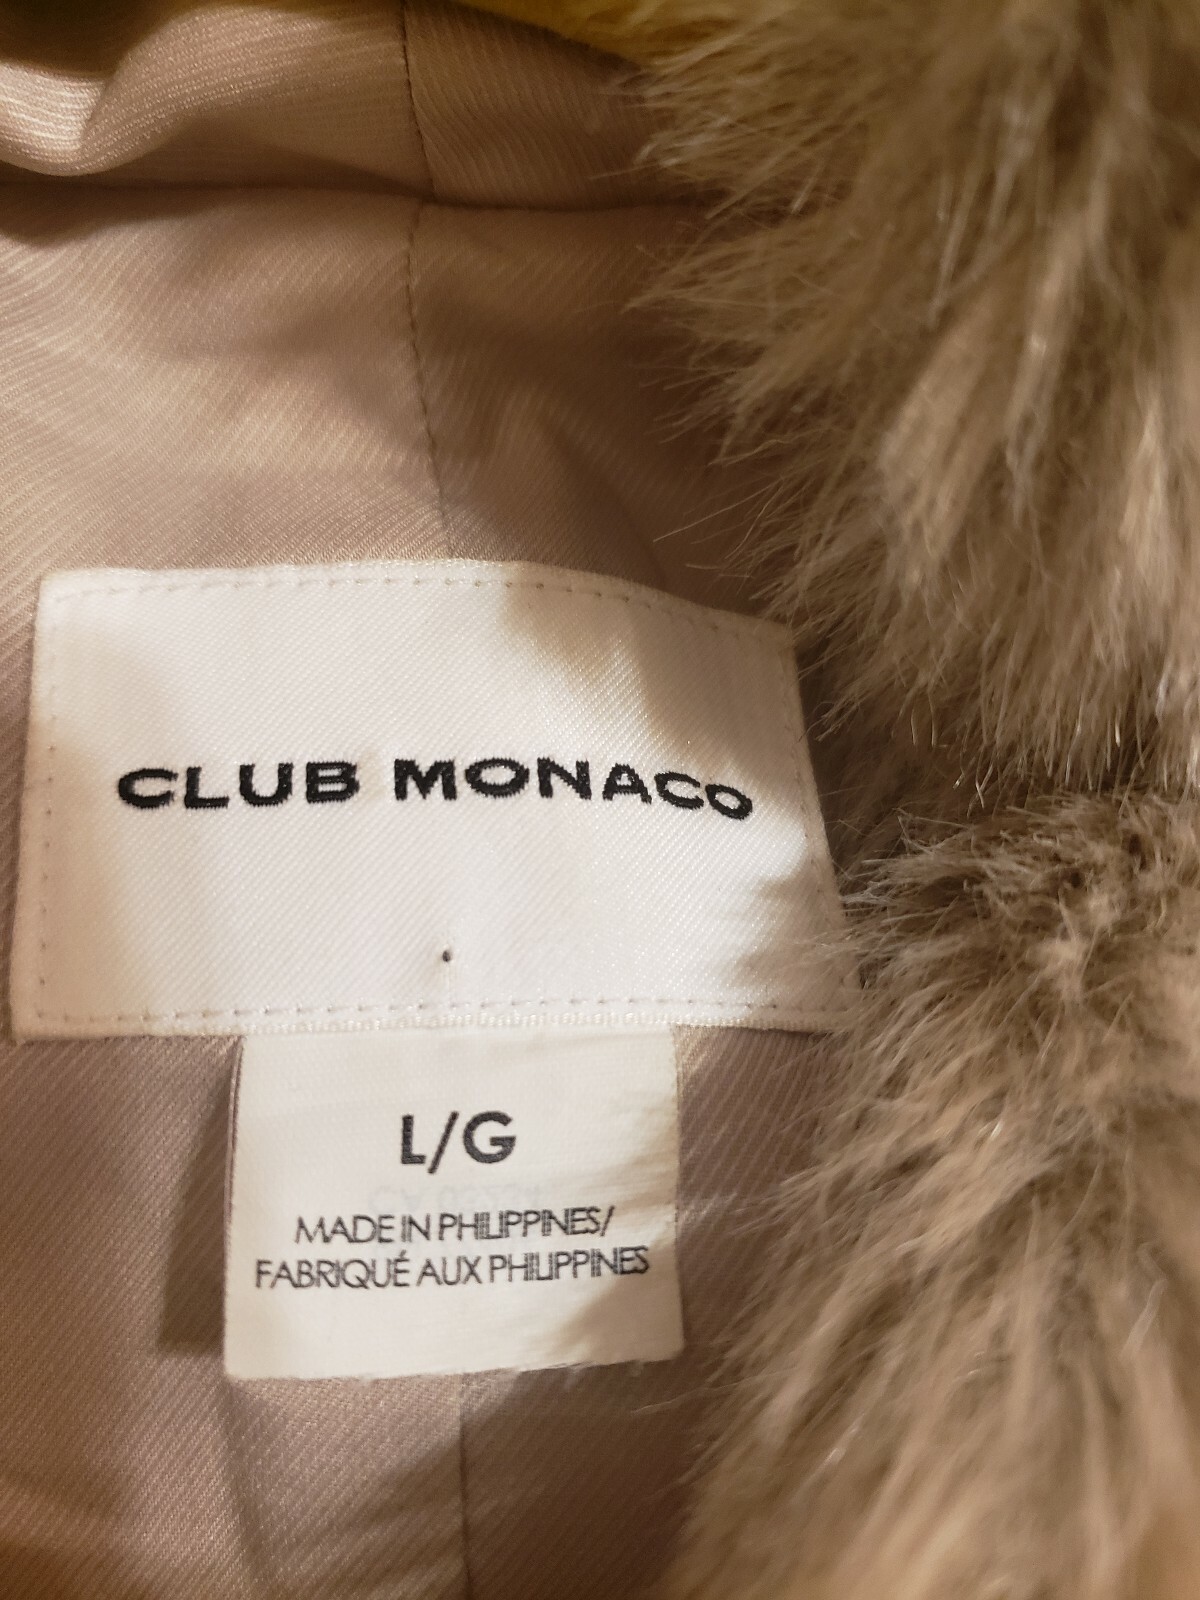 CLUB MONACO
L/G
MADE IN PHILIPPINES/
FABRIQUÉ AUX PHILIPPINES